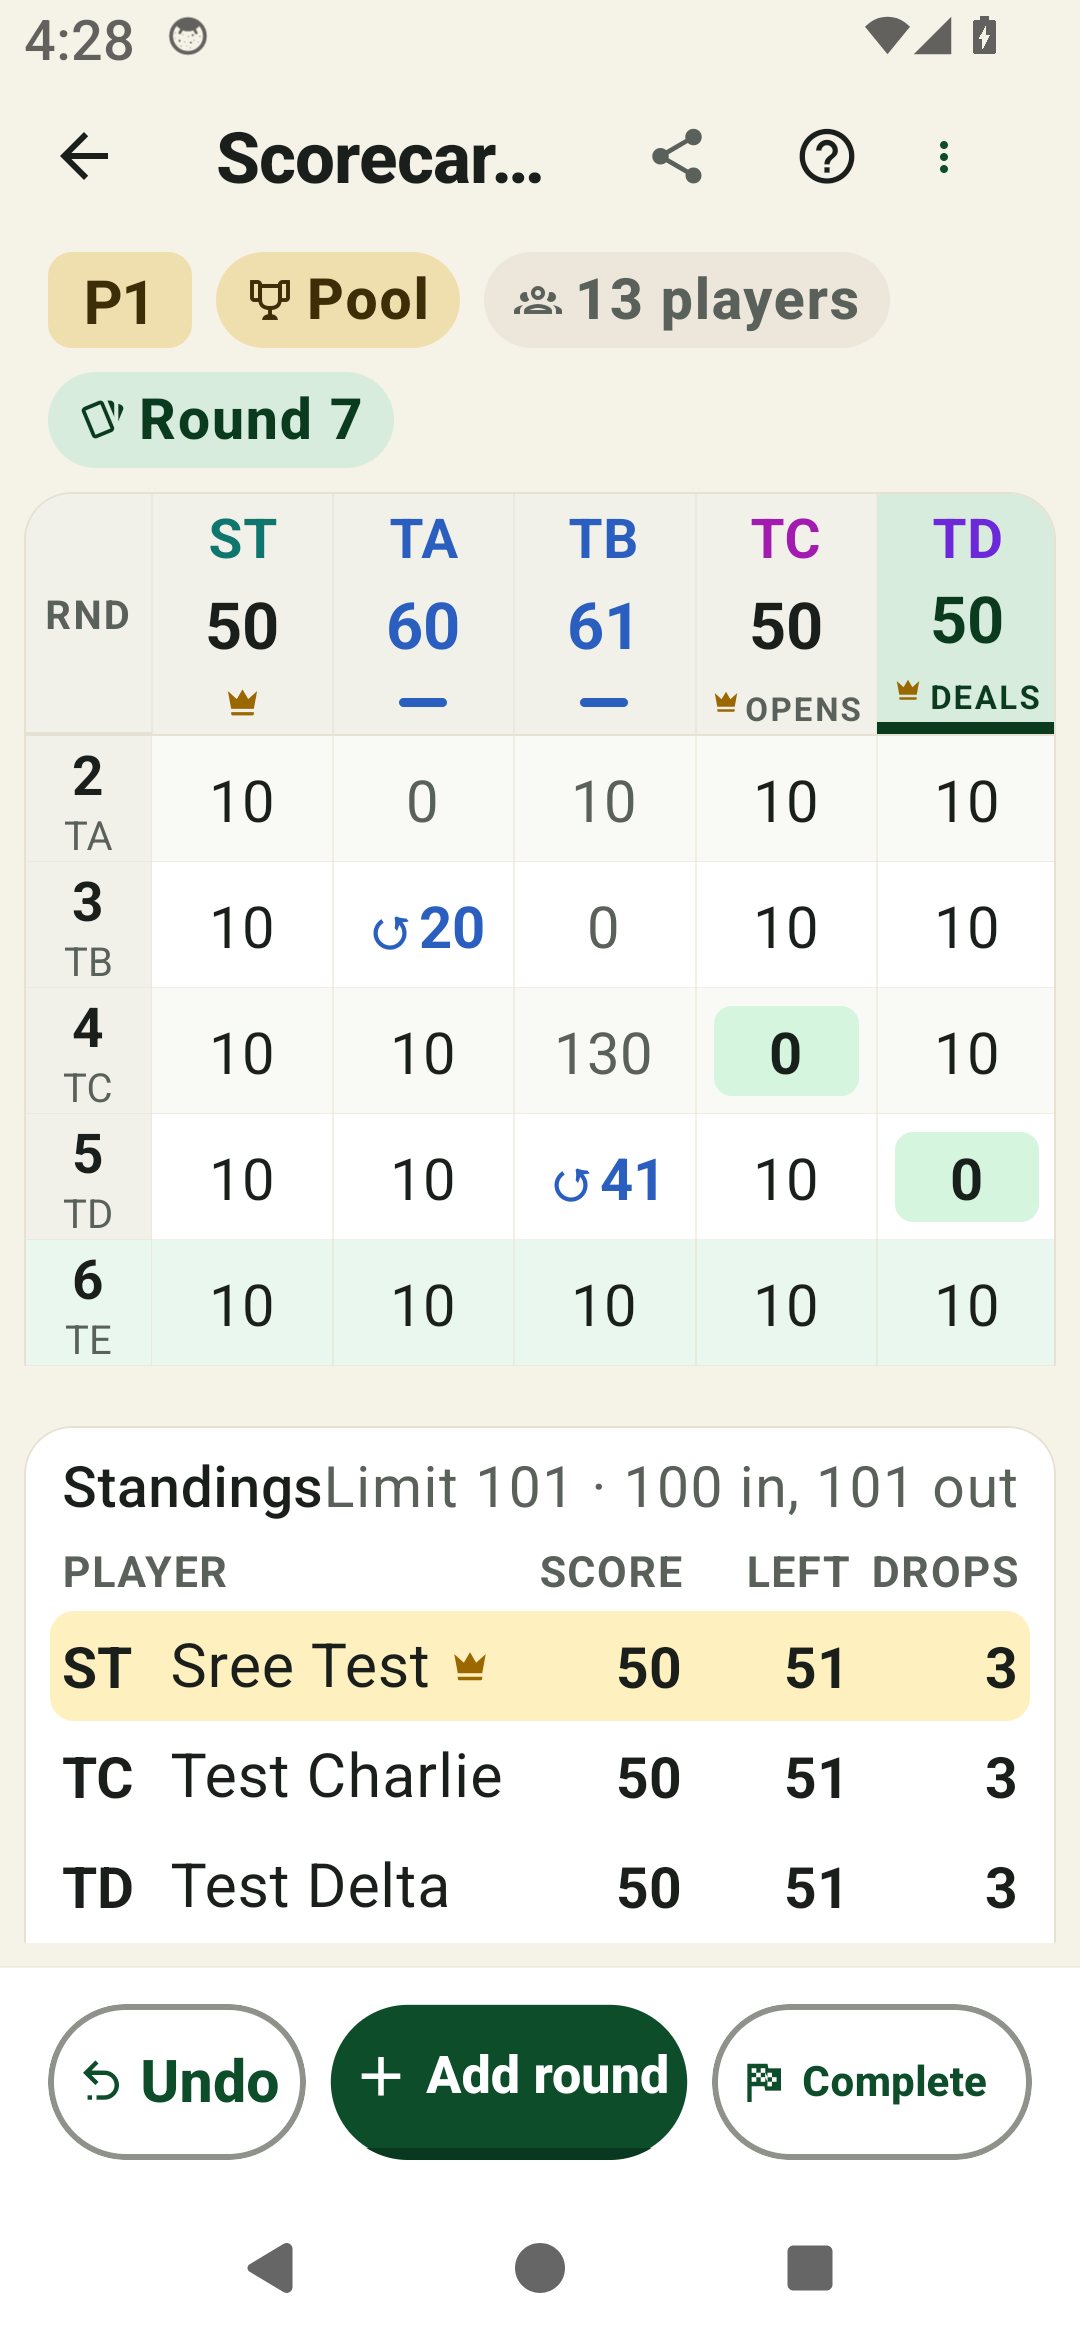 4:28
Scorecar...
P1 Pool 13 players
Round 7
RND ST TA TB TC TD
50 60 61 50 50
OPENS DEALS
2 TA 10 0 10 10 10
3 TB 10 20 0 10 10
4 TC 10 10 130 0 10
5 TD 10 10 41 10 0
6 TE 10 10 10 10 10
Standings Limit 101 · 100 in, 101 out
PLAYER SCORE LEFT DROPS
ST Sree Test 50 51 3
TC Test Charlie 50 51 3
TD Test Delta 50 51 3
Undo Add round Complete